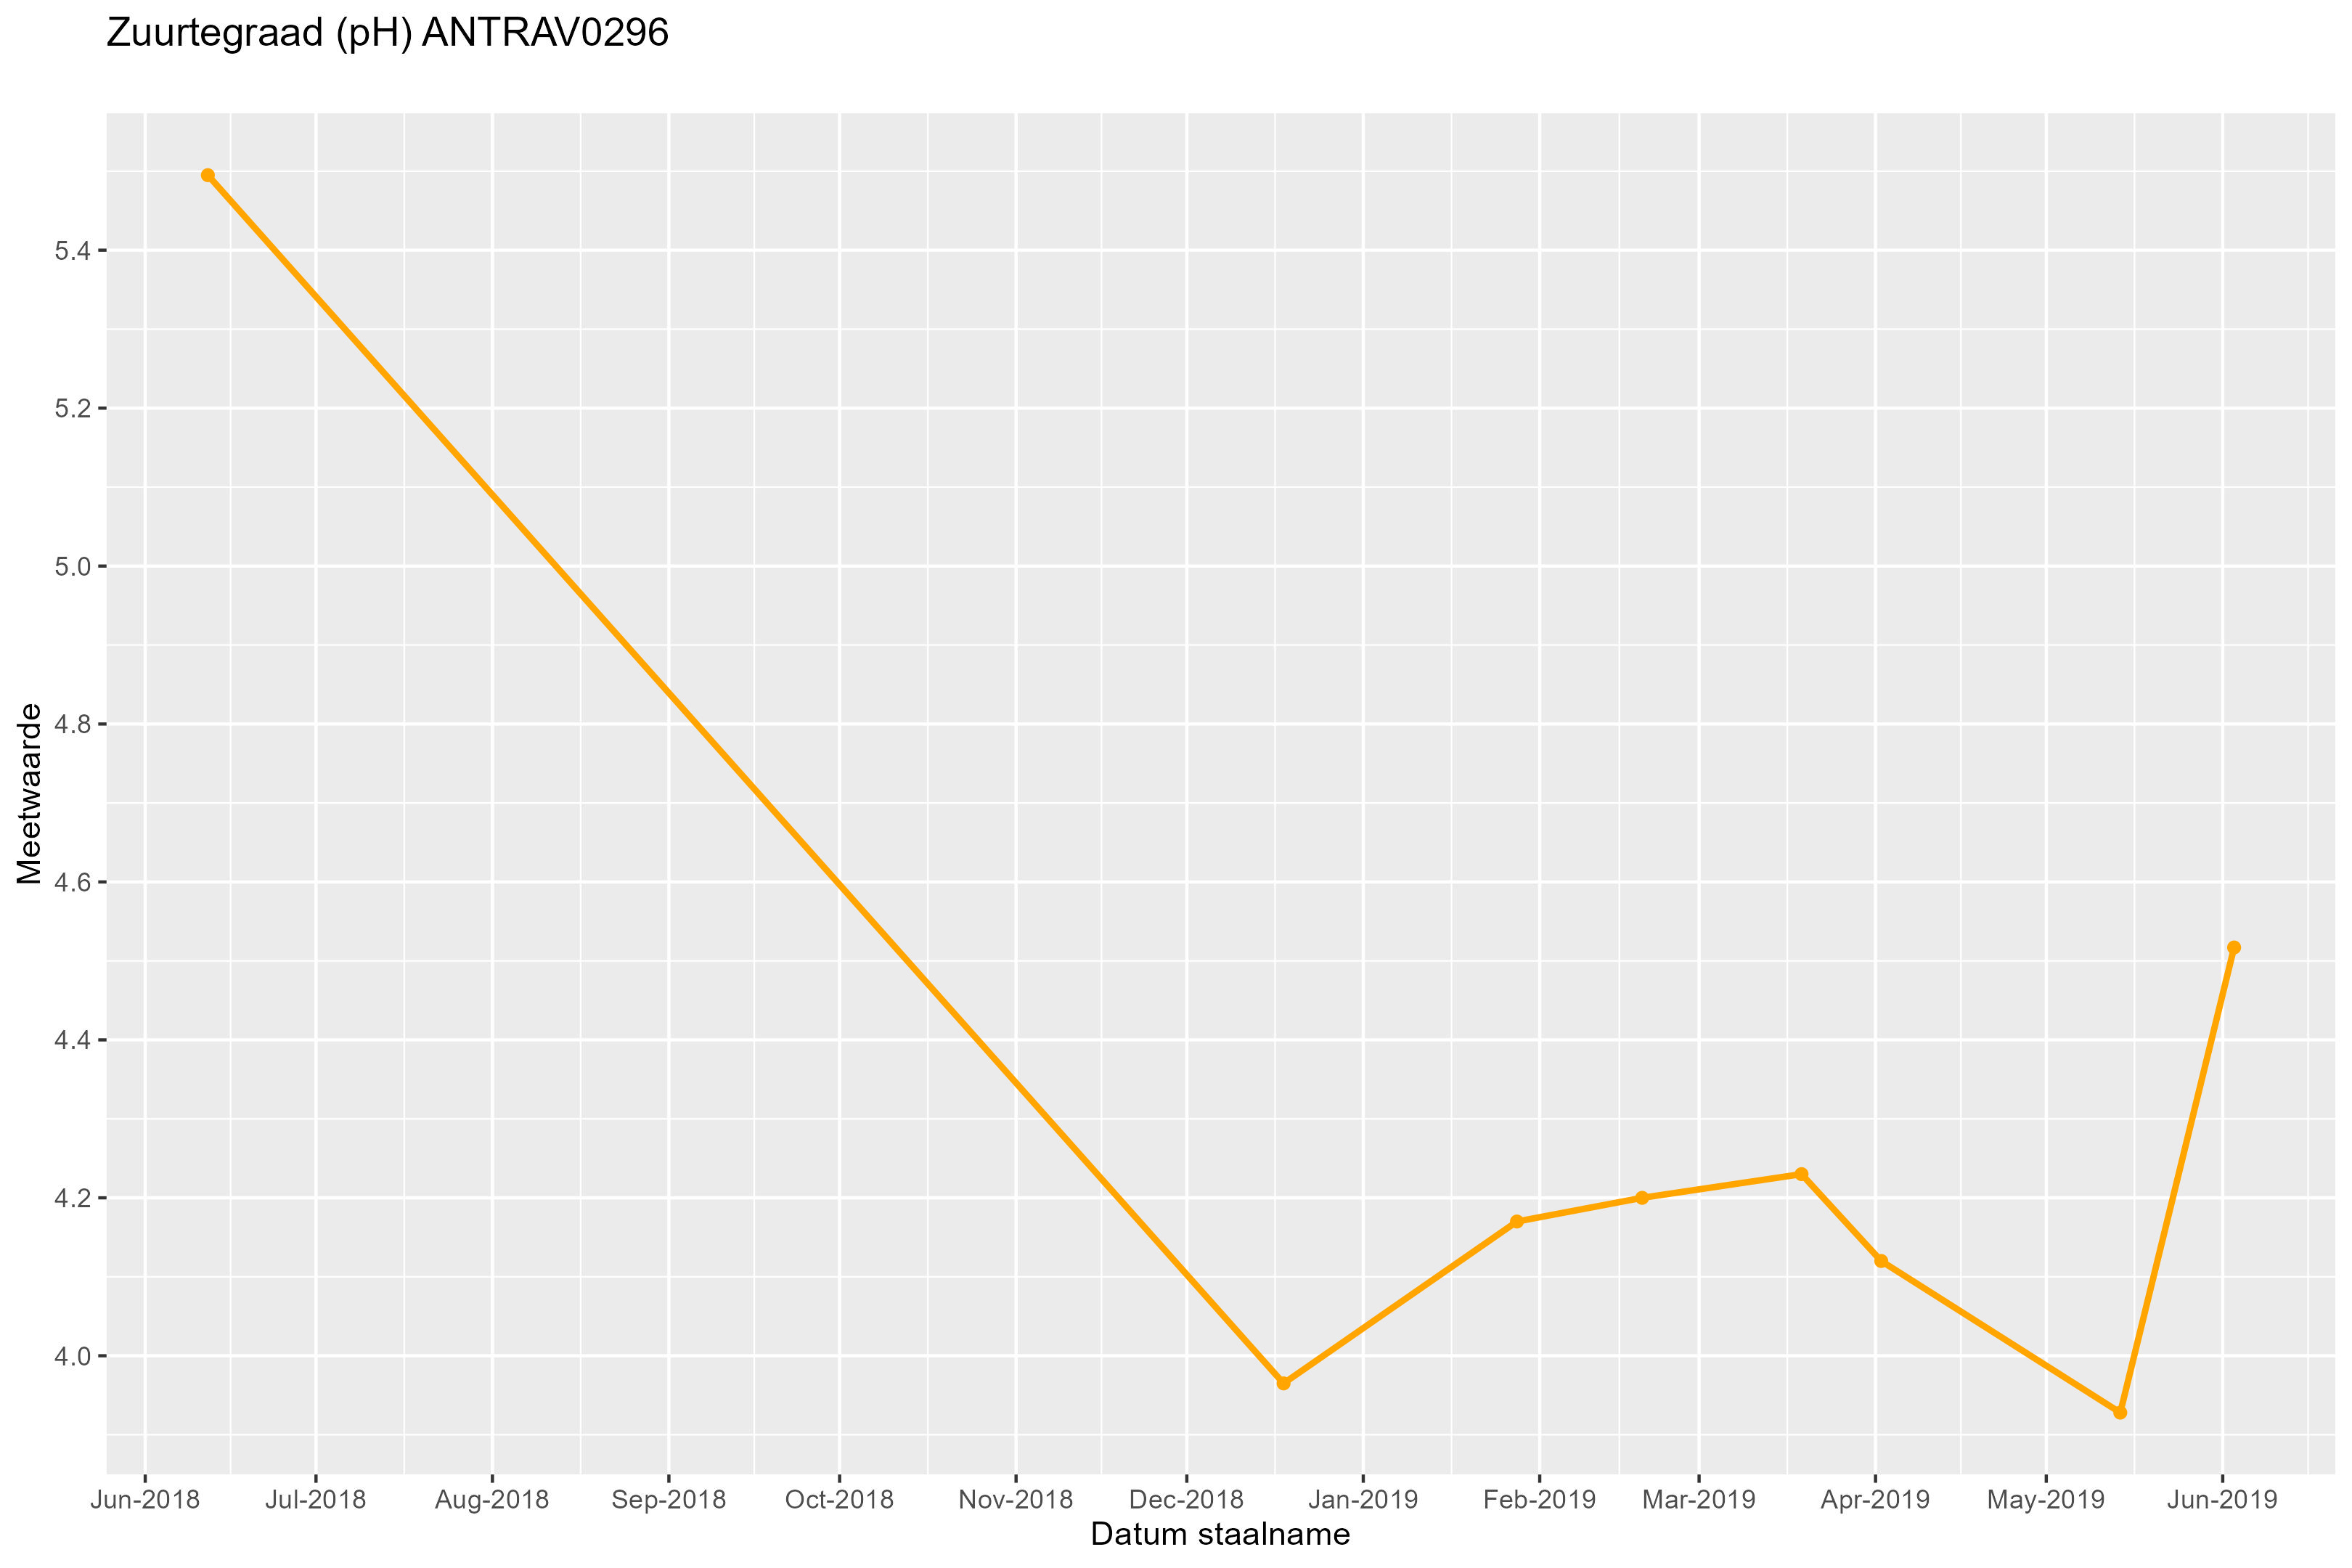 Zuurtegraad (pH) ANTRAV0296
Meetwaarde
5.4
5.2
5.0
4.8
4.6
4.4
4.2
4.0
Jun-2018 Jul-2018 Aug-2018 Sep-2018 Oct-2018 Nov-2018 Dec-2018 Jan-2019 Feb-2019 Mar-2019 Apr-2019 May-2019 Jun-2019
Datum staalname